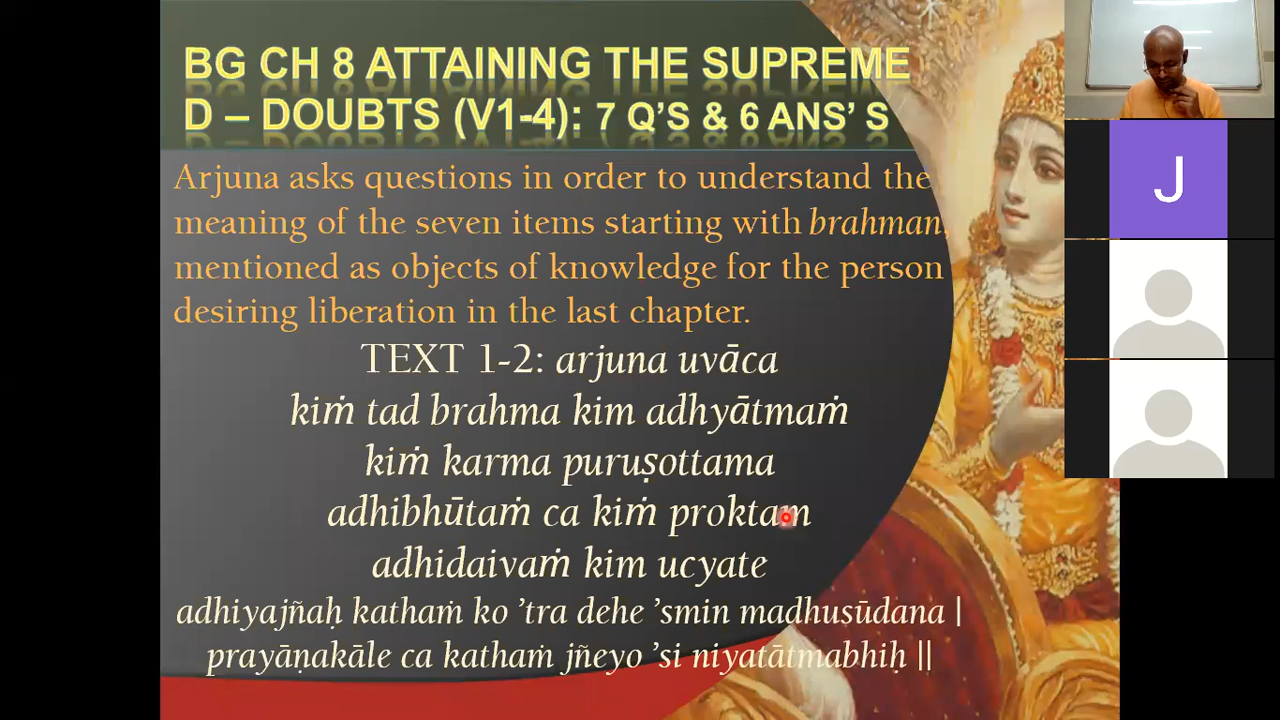 BG CH 8 ATTAINING THE SUPREME
D – DOUBTS (V1-4): 7 Q'S & 6 ANS' S
Arjuna asks questions in order to understand the
meaning of the seven items starting with brahman,
mentioned as objects of knowledge for the person
desiring liberation in the last chapter.
TEXT 1-2: arjuna uvāca
kiṁ tad brahma kim adhyātmaṁ
kiṁ karma puruṣottama
adhibhūtaṁ ca kiṁ proktam
adhidaivaṁ kim ucyate
adhiyajñaḥ kathaṁ ko 'tra dehe 'smin madhusūdana |
prayāṇakāle ca kathaṁ jñeyo 'si niyatātmabhiḥ ||
J